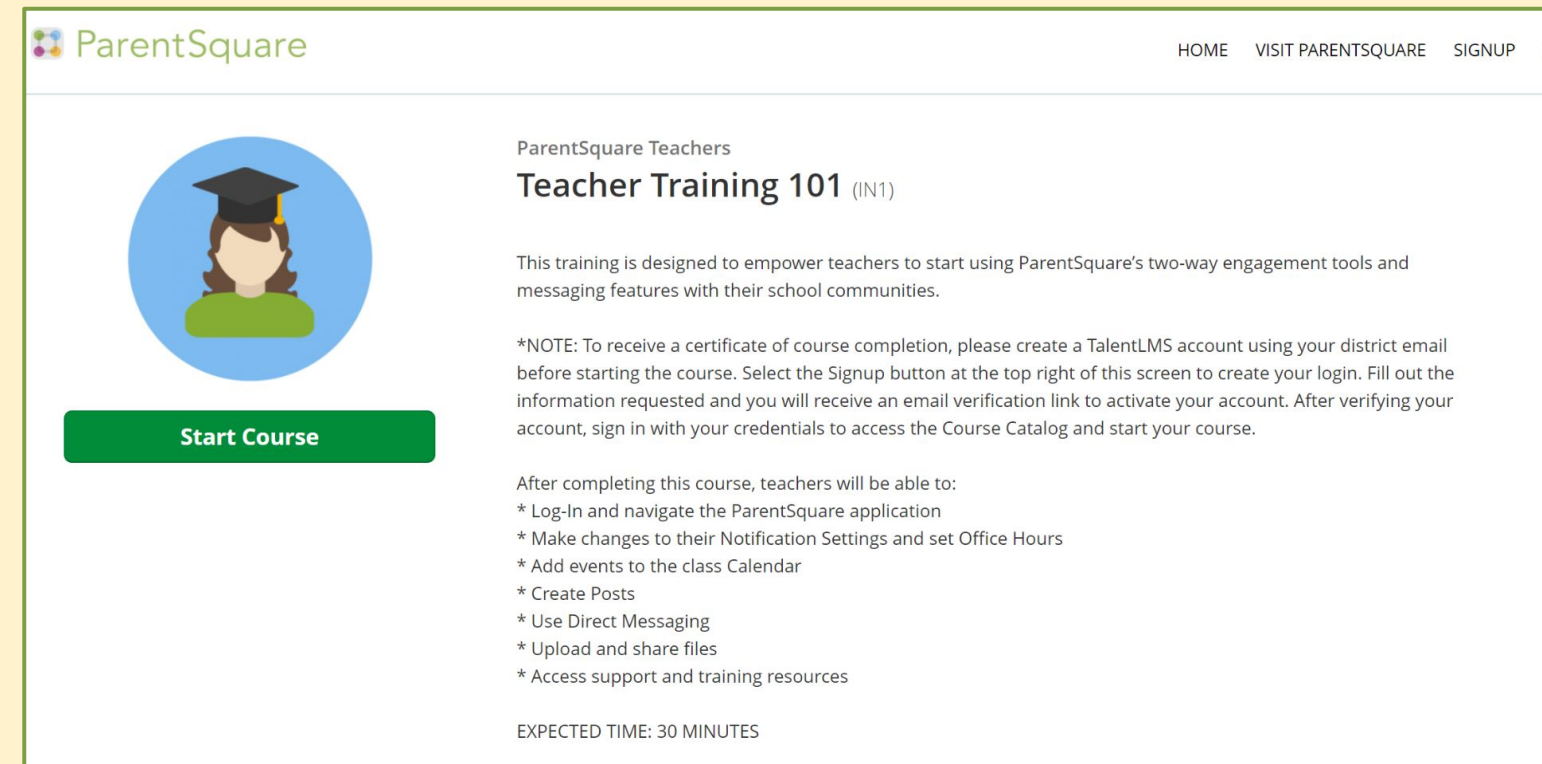 ParentSquare
HOME VISIT PARENTSQUARE SIGNUP
ParentSquare Teachers
Teacher Training 101 (IN1)
This training is designed to empower teachers to start using ParentSquare’s two-way engagement tools and
messaging features with their school communities.
*NOTE: To receive a certificate of course completion, please create a TalentLMS account using your district email
before starting the course. Select the Signup button at the top right of this screen to create your login. Fill out the
information requested and you will receive an email verification link to activate your account. After verifying your
account, sign in with your credentials to access the Course Catalog and start your course.
Start Course
After completing this course, teachers will be able to:
* Log-In and navigate the ParentSquare application
* Make changes to their Notification Settings and set Office Hours
* Add events to the class Calendar
* Create Posts
* Use Direct Messaging
* Upload and share files
* Access support and training resources
EXPECTED TIME: 30 MINUTES